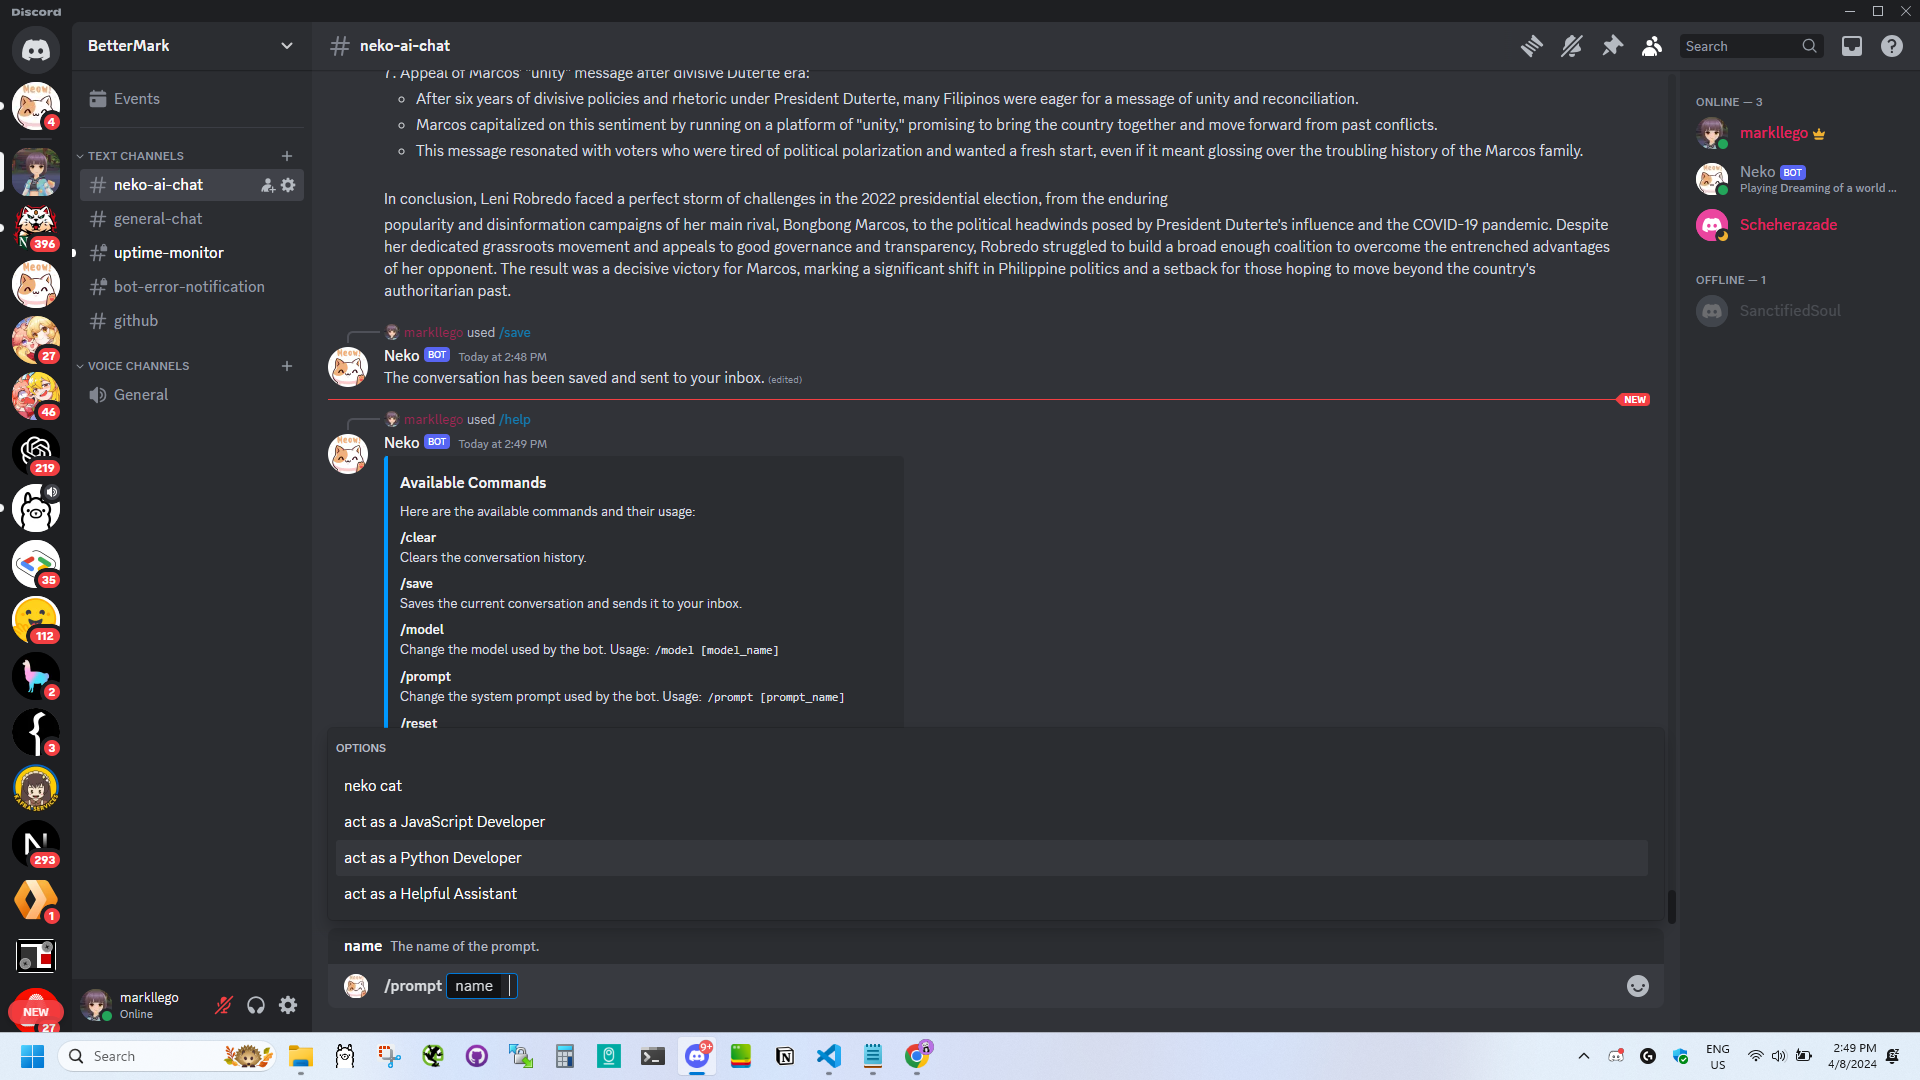 Discord
BetterMark
neko-ai-chat
Search
Events
TEXT CHANNELS
neko-ai-chat
general-chat
uptime-monitor
bot-error-notification
github
VOICE CHANNELS
General
4
396
27
46
219
35
112
2
3
293
1
NEW
27
7. Appeal of Marcos' "unity" message after divisive Duterte era:
After six years of divisive policies and rhetoric under President Duterte, many Filipinos were eager for a message of unity and reconciliation.
Marcos capitalized on this sentiment by running on a platform of "unity," promising to bring the country together and move forward from past conflicts.
This message resonated with voters who were tired of political polarization and wanted a fresh start, even if it meant glossing over the troubling history of the Marcos family.
In conclusion, Leni Robredo faced a perfect storm of challenges in the 2022 presidential election, from the enduring
popularity and disinformation campaigns of her main rival, Bongbong Marcos, to the political headwinds posed by President Duterte's influence and the COVID-19 pandemic. Despite
her dedicated grassroots movement and appeals to good governance and transparency, Robredo struggled to build a broad enough coalition to overcome the entrenched advantages
of her opponent. The result was a decisive victory for Marcos, marking a significant shift in Philippine politics and a setback for those hoping to move beyond the country's
authoritarian past.
markllego used /save
Neko BOT Today at 2:48 PM
The conversation has been saved and sent to your inbox. (edited)
NEW
markllego used /help
Neko BOT Today at 2:49 PM
Available Commands
Here are the available commands and their usage:
/clear
Clears the conversation history.
/save
Saves the current conversation and sends it to your inbox.
/model
Change the model used by the bot. Usage: /model [model_name]
/prompt
Change the system prompt used by the bot. Usage: /prompt [prompt_name]
/reset
OPTIONS
neko cat
act as a JavaScript Developer
act as a Python Developer
act as a Helpful Assistant
name The name of the prompt.
/prompt name
ONLINE — 3
markllego
Neko BOT
Playing Dreaming of a world ...
Scheherazade
OFFLINE — 1
SanctifiedSoul
markllego
Online
Search
9+
ENG
US
2:49 PM
4/8/2024